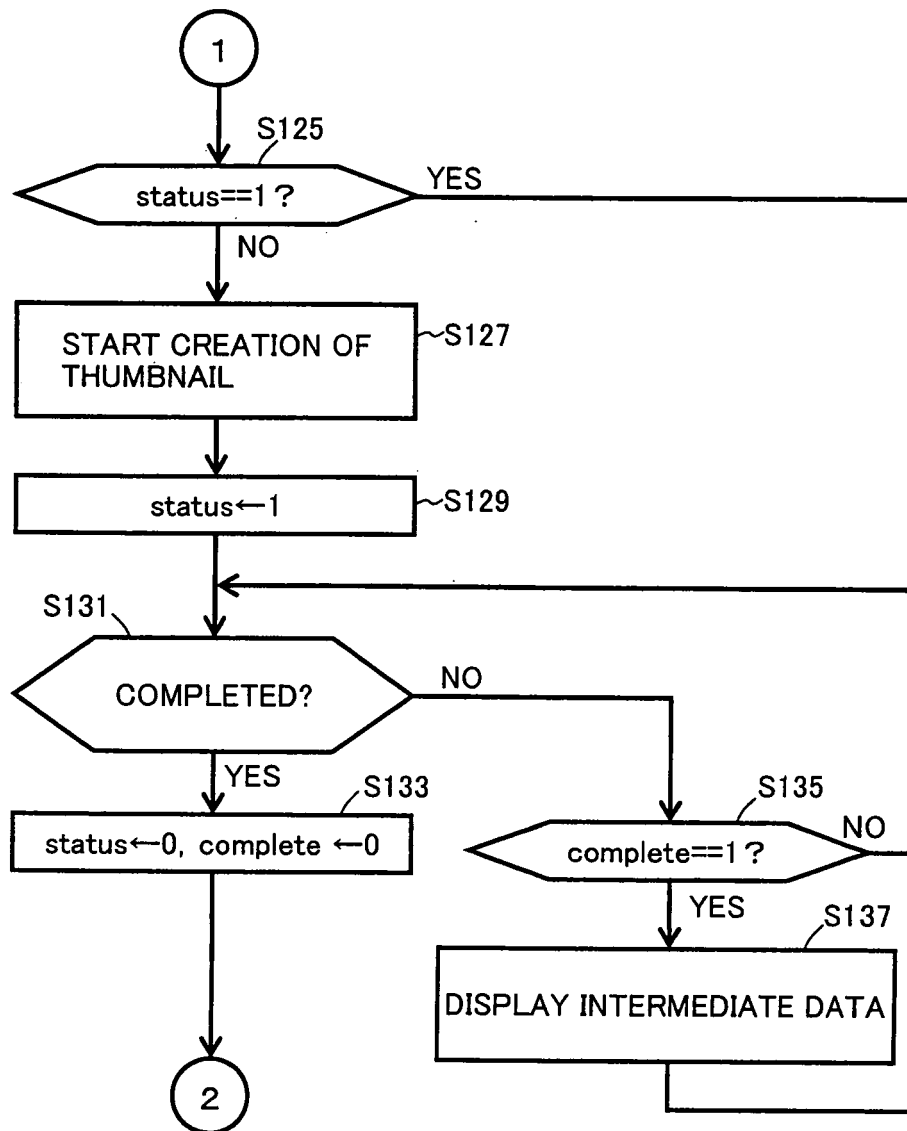 1
S125
status==1?
YES
NO
START CREATION OF
THUMBNAIL
S127
status←1
S129
S131
COMPLETED?
NO
YES
S133
status←0, complete ←0
S135
complete==1?
NO
YES
S137
DISPLAY INTERMEDIATE DATA
2